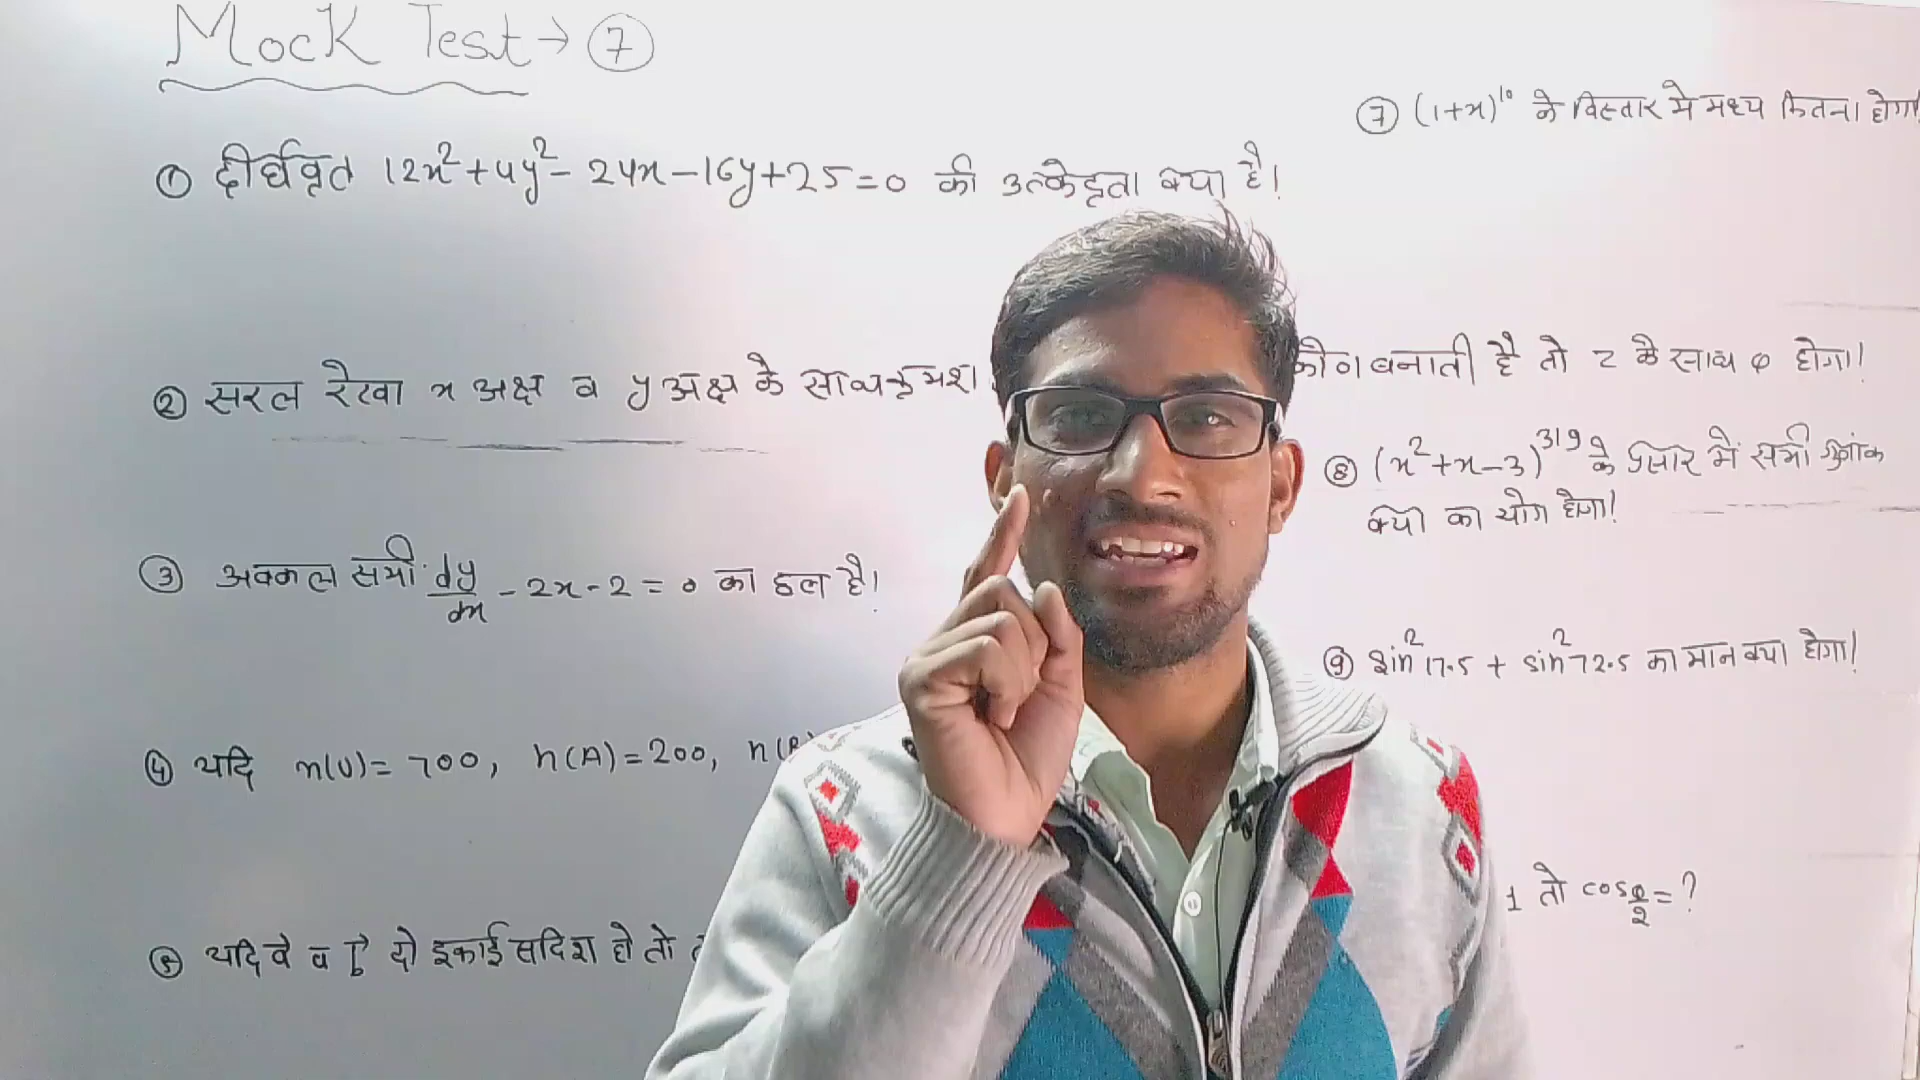 Mock Test → ⑦
① दीर्घवृत 12x²+4y²- 24x-16y+25=0 की उत्केन्द्रता क्या है।
② सरल रेखा x अक्ष व y अक्ष के साथ क्रमश कोण बनाती है तो z के साथ φ होगा।
③ अवकल समी. dy/dx - 2x - 2 = 0 का हल है।
④ यदि n(U)= 700, n(A)=200, n(B
यदि व b⃗ दो इकाई सदिश हो तो
⑦ (1+x)¹⁰ के विस्तार मे मध्य कितना होगा
⑧ (x²+x-3)³¹⁹ के प्रसार में सभी गुणांक
क्यो का योग होगा।
⑨ sin²17.5 + sin²72.5 का मान क्या होगा।
1 तो cos θ/2 = ?